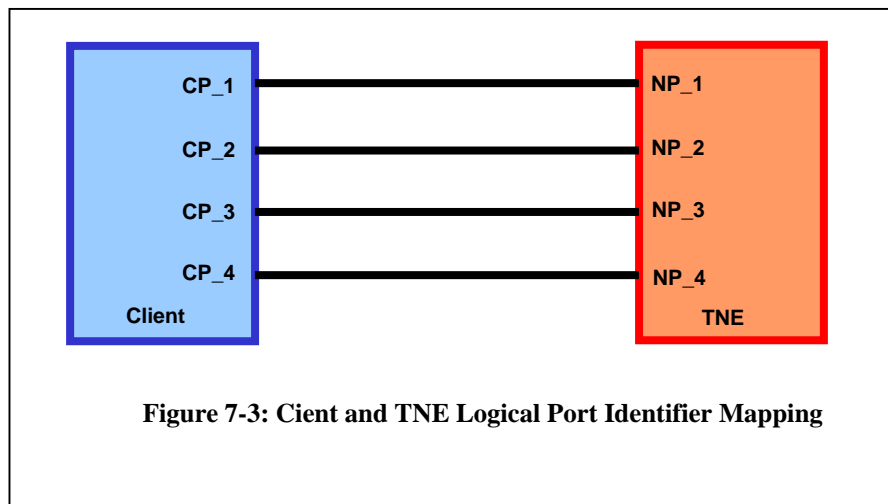 CP_1 NP_1
CP_2 NP_2
CP_3 NP_3
CP_4 NP_4
Client TNE
Figure 7-3: Cient and TNE Logical Port Identifier Mapping